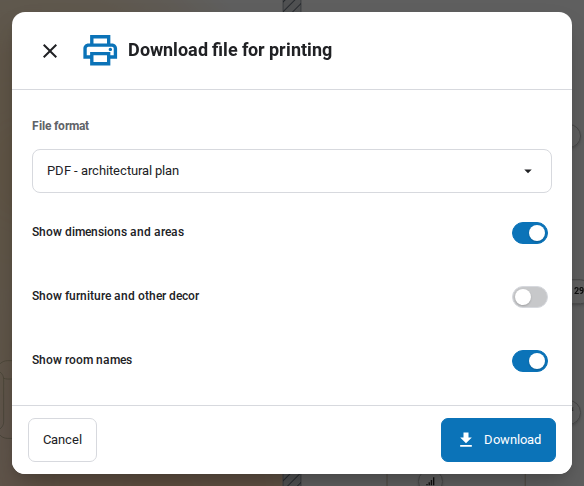 Download file for printing
File format
PDF - architectural plan
Show dimensions and areas
Show furniture and other decor
29
Show room names
Cancel
Download